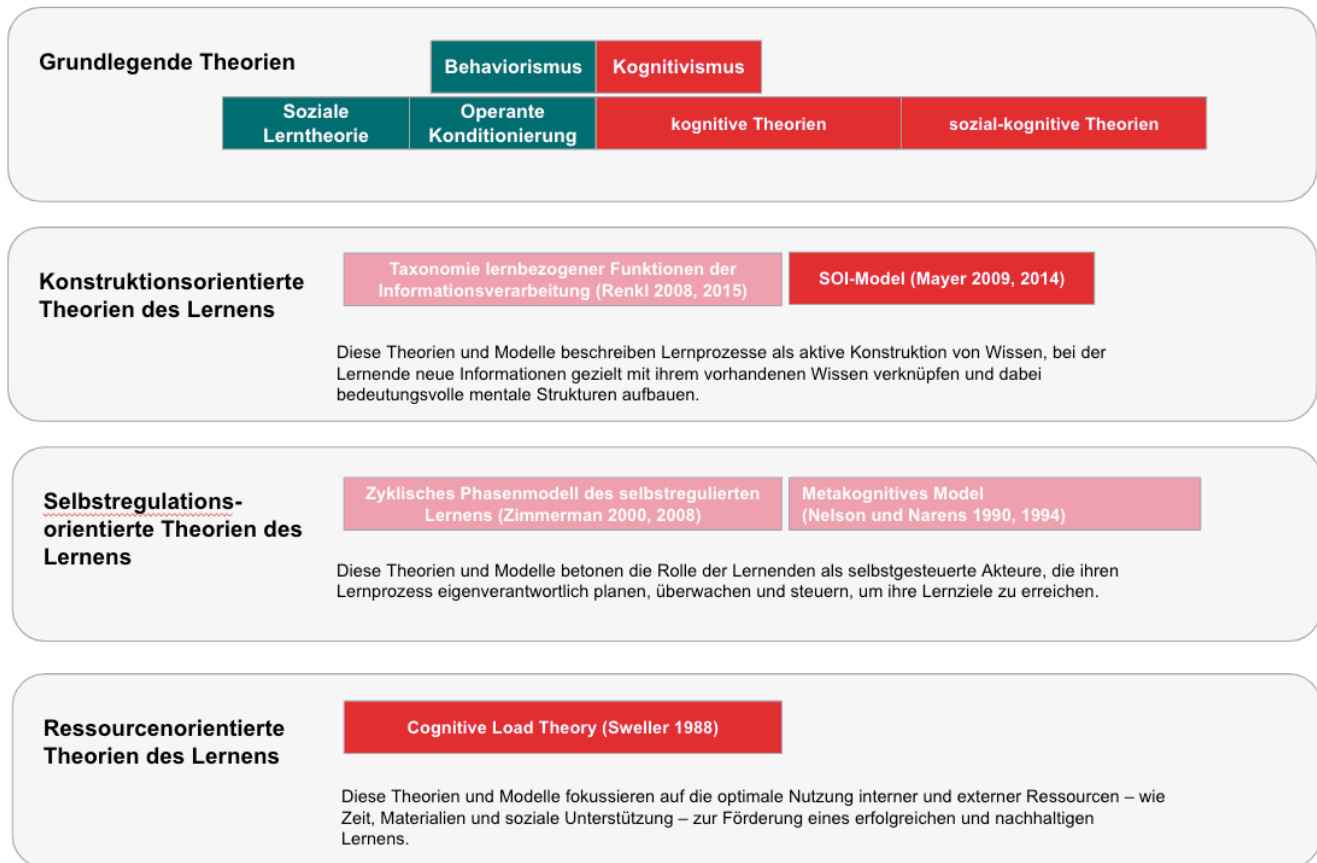 Grundlegende Theorien
Behaviorismus
Kognitivismus
Soziale
Lerntheorie
Operante
Konditionierung
kognitive Theorien
sozial-kognitive Theorien
Konstruktionsorientierte
Theorien des Lernens
Taxonomie lernbezogener Funktionen der
Informationsverarbeitung (Renkl 2008, 2015)
SOI-Model (Mayer 2009, 2014)
Diese Theorien und Modelle beschreiben Lernprozesse als aktive Konstruktion von Wissen, bei der
Lernende neue Informationen gezielt mit ihrem vorhandenen Wissen verknüpfen und dabei
bedeutungsvolle mentale Strukturen aufbauen.
Selbstregulations-
orientierte Theorien des
Lernens
Zyklisches Phasenmodell des selbstregulierten
Lernens (Zimmerman 2000, 2008)
Metakognitives Model
(Nelson und Narens 1990, 1994)
Diese Theorien und Modelle betonen die Rolle der Lernenden als selbstgesteuerte Akteure, die ihren
Lernprozess eigenverantwortlich planen, überwachen und steuern, um ihre Lernziele zu erreichen.
Ressourcenorientierte
Theorien des Lernens
Cognitive Load Theory (Sweller 1988)
Diese Theorien und Modelle fokussieren auf die optimale Nutzung interner und externer Ressourcen – wie
Zeit, Materialien und soziale Unterstützung – zur Förderung eines erfolgreichen und nachhaltigen
Lernens.